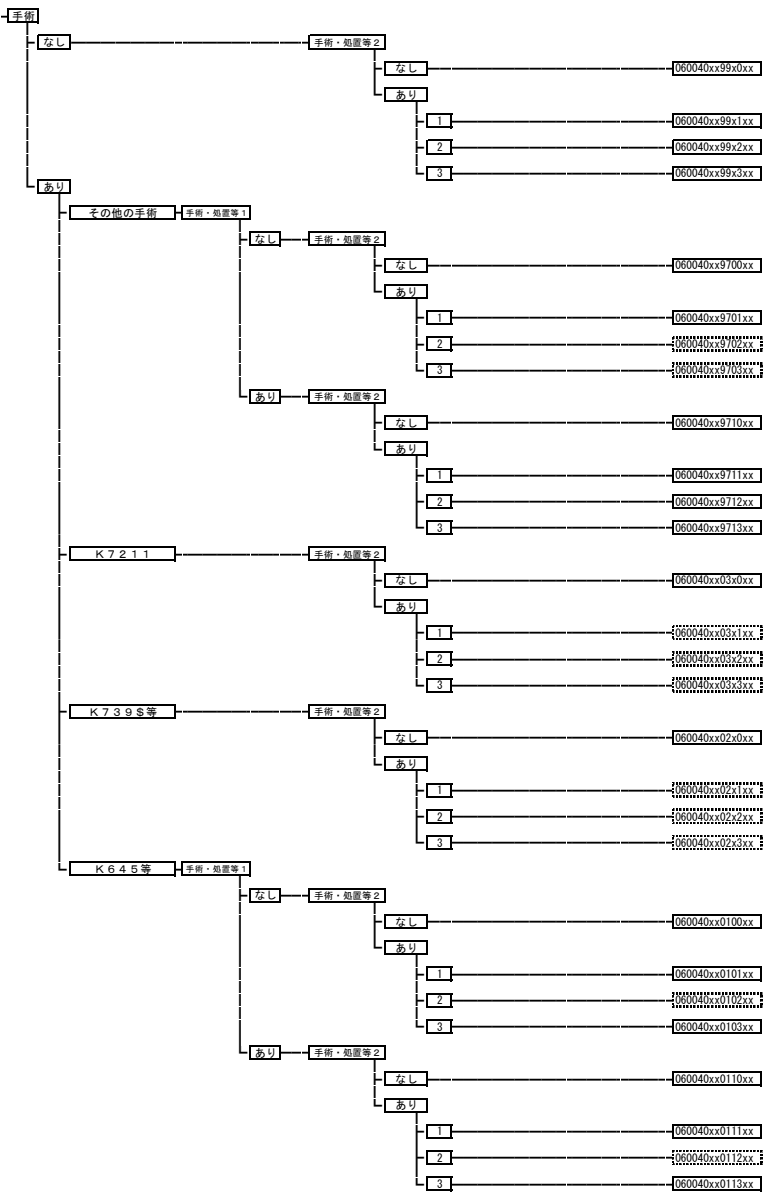 手術
なし 手術・処置等2
なし 060040xx99x0xx
あり
1 060040xx99x1xx
2 060040xx99x2xx
3 060040xx99x3xx
あり
その他の手術 手術・処置等1
なし 手術・処置等2
なし 060040xx9700xx
あり
1 060040xx9701xx
2 060040xx9702xx
3 060040xx9703xx
あり 手術・処置等2
なし 060040xx9710xx
あり
1 060040xx9711xx
2 060040xx9712xx
3 060040xx9713xx
K7211 手術・処置等2
なし 060040xx03x0xx
あり
1 060040xx03x1xx
2 060040xx03x2xx
3 060040xx03x3xx
K739$等 手術・処置等2
なし 060040xx02x0xx
あり
1 060040xx02x1xx
2 060040xx02x2xx
3 060040xx02x3xx
K645等 手術・処置等1
なし 手術・処置等2
なし 060040xx0100xx
あり
1 060040xx0101xx
2 060040xx0102xx
3 060040xx0103xx
あり 手術・処置等2
なし 060040xx0110xx
あり
1 060040xx0111xx
2 060040xx0112xx
3 060040xx0113xx